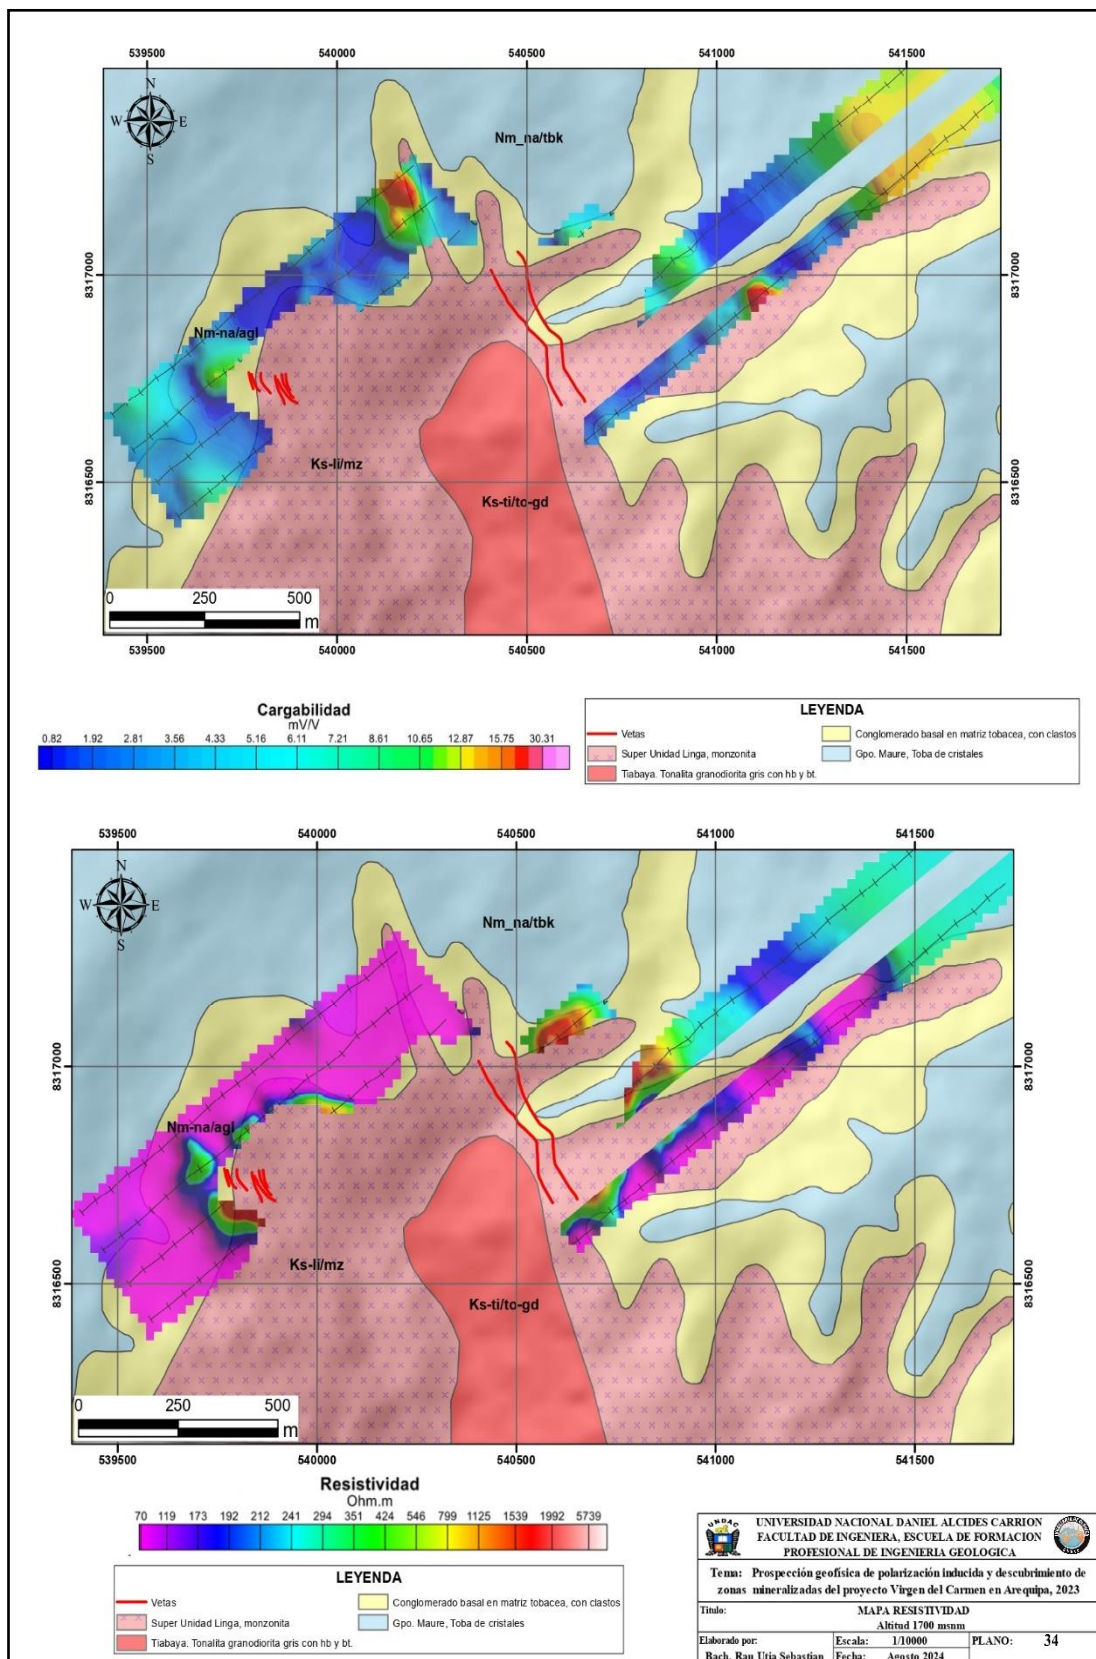 539500 540000 540500 541000 541500
N
W E
S
Nm_na/tbk
8317000 8317000
Nm-na/agl
Ks-li/mz
8316500 8316500
Ks-ti/to-gd
0 250 500
m
539500 540000 540500 541000 541500
Cargabilidad
mV/V
0.82 1.92 2.81 3.56 4.33 5.16 6.11 7.21 8.61 10.65 12.87 15.75 30.31
LEYENDA
Vetas Conglomerado basal en matriz tobacea, con clastos
Super Unidad Linga, monzonita Gpo. Maure, Toba de cristales
Tiabaya. Tonalita granodiorita gris con hb y bt.
539500 540000 540500 541000 541500
N
W E
S
Nm_na/tbk
8317000 8317000
Nm-na/agl
Ks-li/mz
8316500 8316500
Ks-ti/to-gd
0 250 500
m
539500 540000 540500 541000 541500
Resistividad
Ohm.m
70 119 173 192 212 241 294 351 424 546 799 1125 1539 1992 5739
LEYENDA
Vetas Conglomerado basal en matriz tobacea, con clastos
Super Unidad Linga, monzonita Gpo. Maure, Toba de cristales
Tiabaya. Tonalita granodiorita gris con hb y bt.
UNDAC
UNIVERSIDAD NACIONAL DANIEL ALCIDES CARRION
FACULTAD DE INGENIERA, ESCUELA DE FORMACION
PROFESIONAL DE INGENIERIA GEOLOGICA
Tema: Prospección geofísica de polarización inducida y descubrimiento de
zonas mineralizadas del proyecto Virgen del Carmen en Arequipa, 2023
Titulo: MAPA RESISTIVIDAD
Altitud 1700 msnm
Elaborado por: Escala: 1/10000 PLANO: 34
Bach. Rau Utia Sebastian Fecha: Agosto 2024